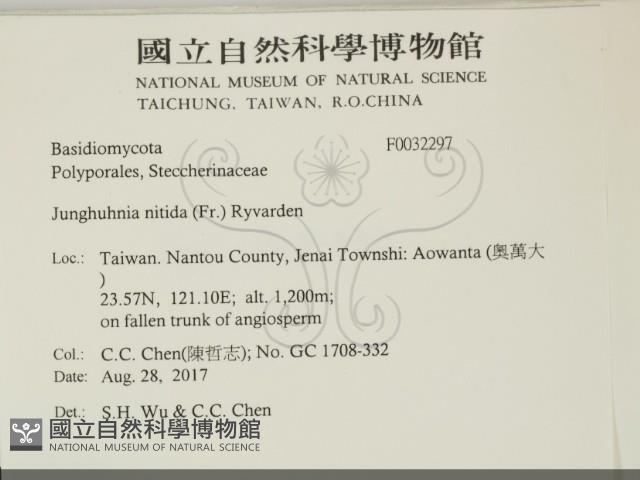 國立自然科學博物館
NATIONAL MUSEUM OF NATURAL SCIENCE
TAICHUNG, TAIWAN, R.O.CHINA
Basidiomycota F0032297
Polyporales, Steccherinaceae
Junghuhnia nitida (Fr.) Ryvarden
Loc.: Taiwan. Nantou County, Jenai Townshi: Aowanta (奧萬大
)
23.57N, 121.10E; alt. 1,200m;
on fallen trunk of angiosperm
Col.: C.C. Chen(陳哲志); No. GC 1708-332
Date: Aug. 28, 2017
Det.: S.H. Wu & C.C. Chen
國立自然科學博物館
NATIONAL MUSEUM OF NATURAL SCIENCE